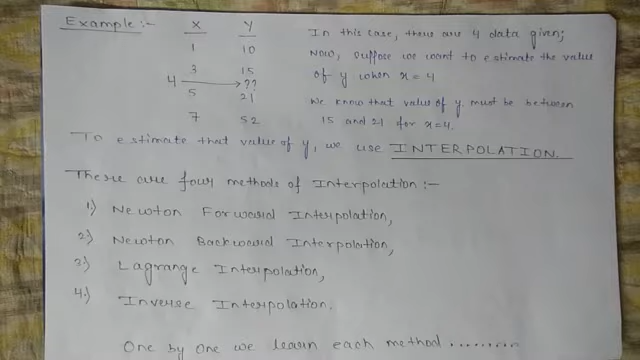 Example :-
X Y
1 10
3 15
4 → ??
5 21
7 52
In this case, there are 4 data given;
Now, suppose we want to estimate the value
of y when x = 4
We know that value of y must be between
15 and 21 for x=4.
To estimate that value of y, we use INTERPOLATION.
There are four methods of Interpolation :-
1.) Newton Forward Interpolation,
2.) Newton Backward Interpolation,
3.) Lagrange Interpolation,
4.) Inverse Interpolation.
One by one we learn each method .........